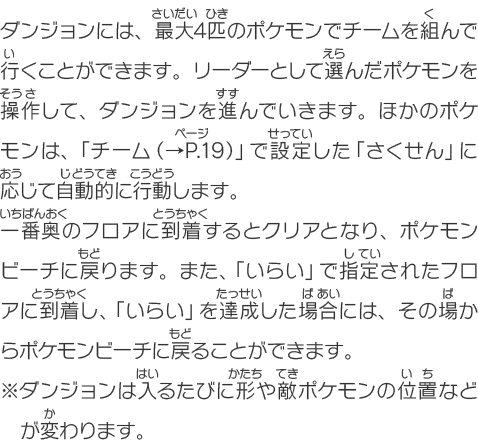 ダンジョンには、最大4匹のポケモンでチームを組んで
行くことができます。リーダーとして選んだポケモンを
操作して、ダンジョンを進んでいきます。ほかのポケ
モンは、「チーム（→P.19）」で設定した「さくせん」に
応じて自動的に行動します。
一番奥のフロアに到着するとクリアとなり、ポケモン
ビーチに戻ります。また、「いらい」で指定されたフロ
アに到着し、「いらい」を達成した場合には、その場か
らポケモンビーチに戻ることができます。
※ダンジョンは入るたびに形や敵ポケモンの位置など
が変わります。